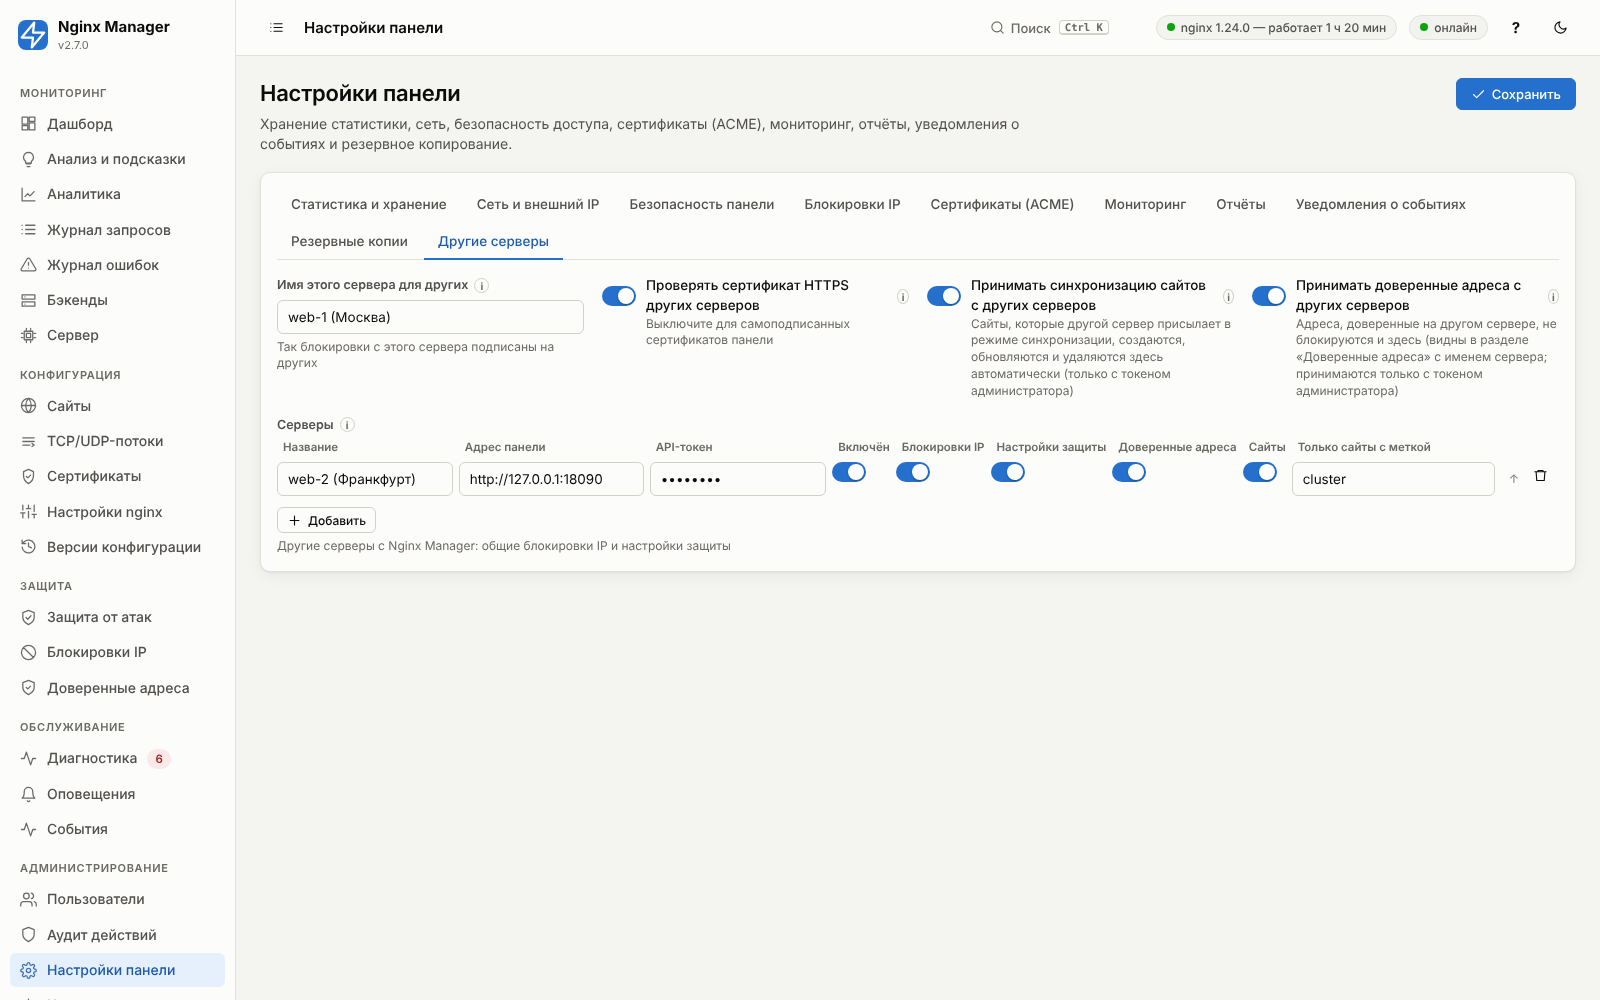 Nginx Manager
v2.7.0
МОНИТОРИНГ
Дашборд
Анализ и подсказки
Аналитика
Журнал запросов
Журнал ошибок
Бэкенды
Сервер
КОНФИГУРАЦИЯ
Сайты
TCP/UDP-потоки
Сертификаты
Настройки nginx
Версии конфигурации
ЗАЩИТА
Защита от атак
Блокировки IP
Доверенные адреса
ОБСЛУЖИВАНИЕ
Диагностика 6
Оповещения
События
АДМИНИСТРИРОВАНИЕ
Пользователи
Аудит действий
Настройки панели
Настройки панели
Поиск Ctrl K
nginx 1.24.0 — работает 1 ч 20 мин
онлайн
?
Настройки панели
Сохранить
Хранение статистики, сеть, безопасность доступа, сертификаты (ACME), мониторинг, отчёты, уведомления о
событиях и резервное копирование.
Статистика и хранение Сеть и внешний IP Безопасность панели Блокировки IP Сертификаты (ACME) Мониторинг Отчёты Уведомления о событиях
Резервные копии Другие серверы
Имя этого сервера для других i
web-1 (Москва)
Так блокировки с этого сервера подписаны на
других
Проверять сертификат HTTPS
других серверов i
Выключите для самоподписанных
сертификатов панели
Принимать синхронизацию сайтов
с других серверов i
Сайты, которые другой сервер присылает в
режиме синхронизации, создаются,
обновляются и удаляются здесь
автоматически (только с токеном
администратора)
Принимать доверенные адреса с
других серверов i
Адреса, доверенные на другом сервере, не
блокируются и здесь (видны в разделе
«Доверенные адреса» с именем сервера;
принимаются только с токеном
администратора)
Серверы i
Название Адрес панели API-токен Включён Блокировки IP Настройки защиты Доверенные адреса Сайты Только сайты с меткой
web-2 (Франкфурт) http://127.0.0.1:18090 •••••••• cluster
Добавить
Другие серверы с Nginx Manager: общие блокировки IP и настройки защиты